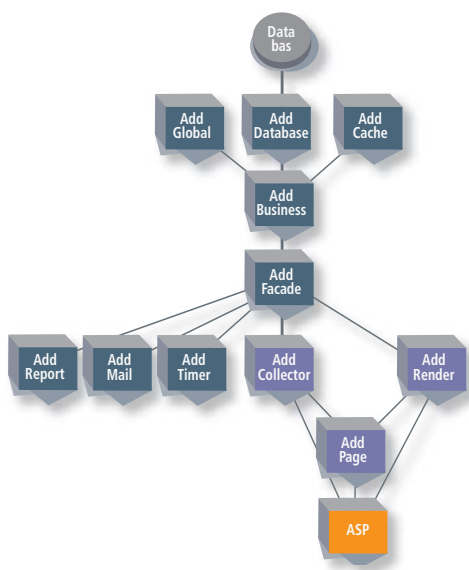 Data
bas
Add
Global
Add
Database
Add
Cache
Add
Business
Add
Facade
Add
Report
Add
Mail
Add
Timer
Add
Collector
Add
Render
Add
Page
ASP